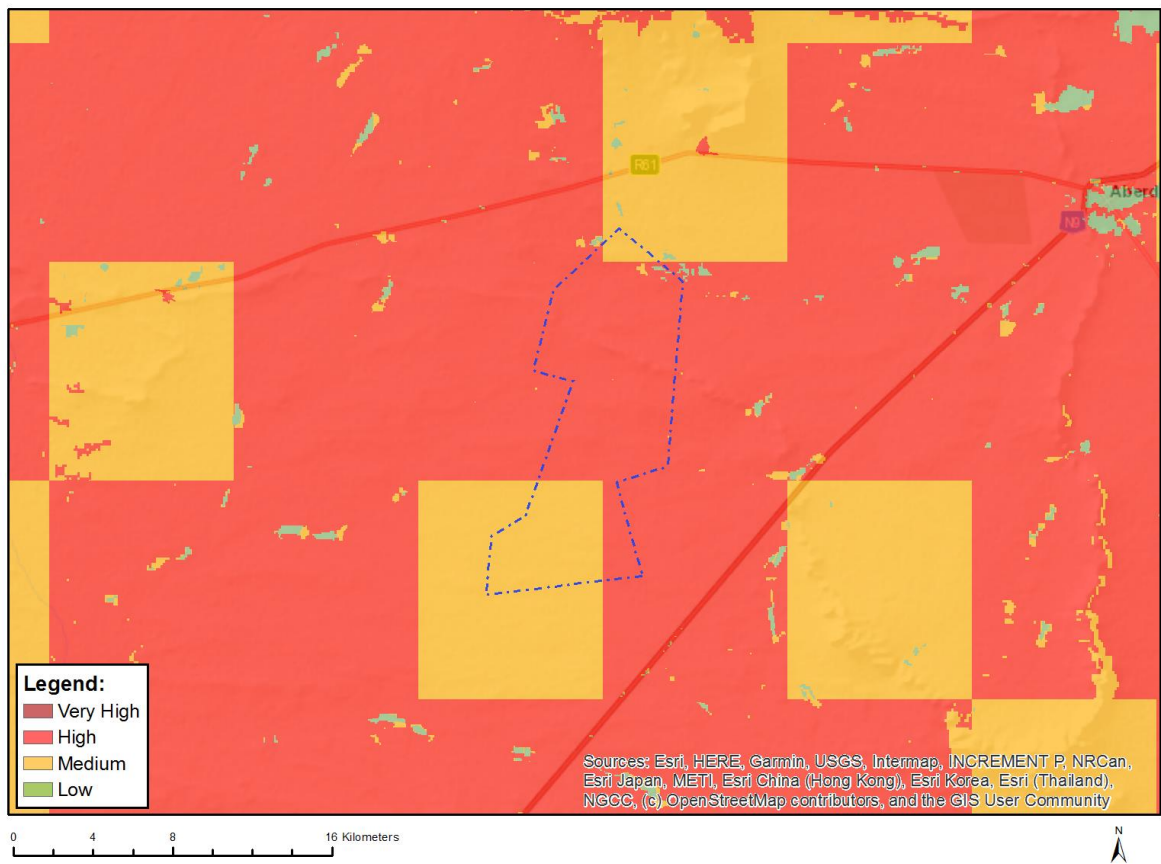 R61
Aberd
N9
Legend:
Very High
High
Medium
Low
Sources: Esri, HERE, Garmin, USGS, Intermap, INCREMENT P, NRCan,
Esri Japan, METI, Esri China (Hong Kong), Esri Korea, Esri (Thailand),
NGCC, (c) OpenStreetMap contributors, and the GIS User Community
0 4 8 16 Kilometers
N